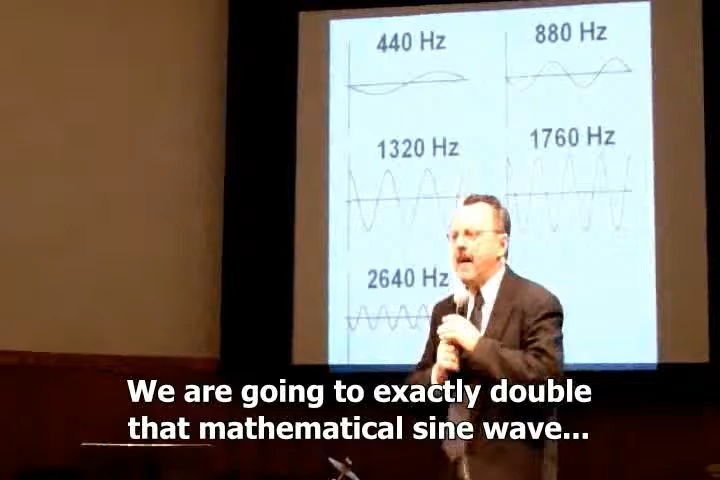 440 Hz
880 Hz
1320 Hz
1760 Hz
2640 Hz
We are going to exactly double
that mathematical sine wave...